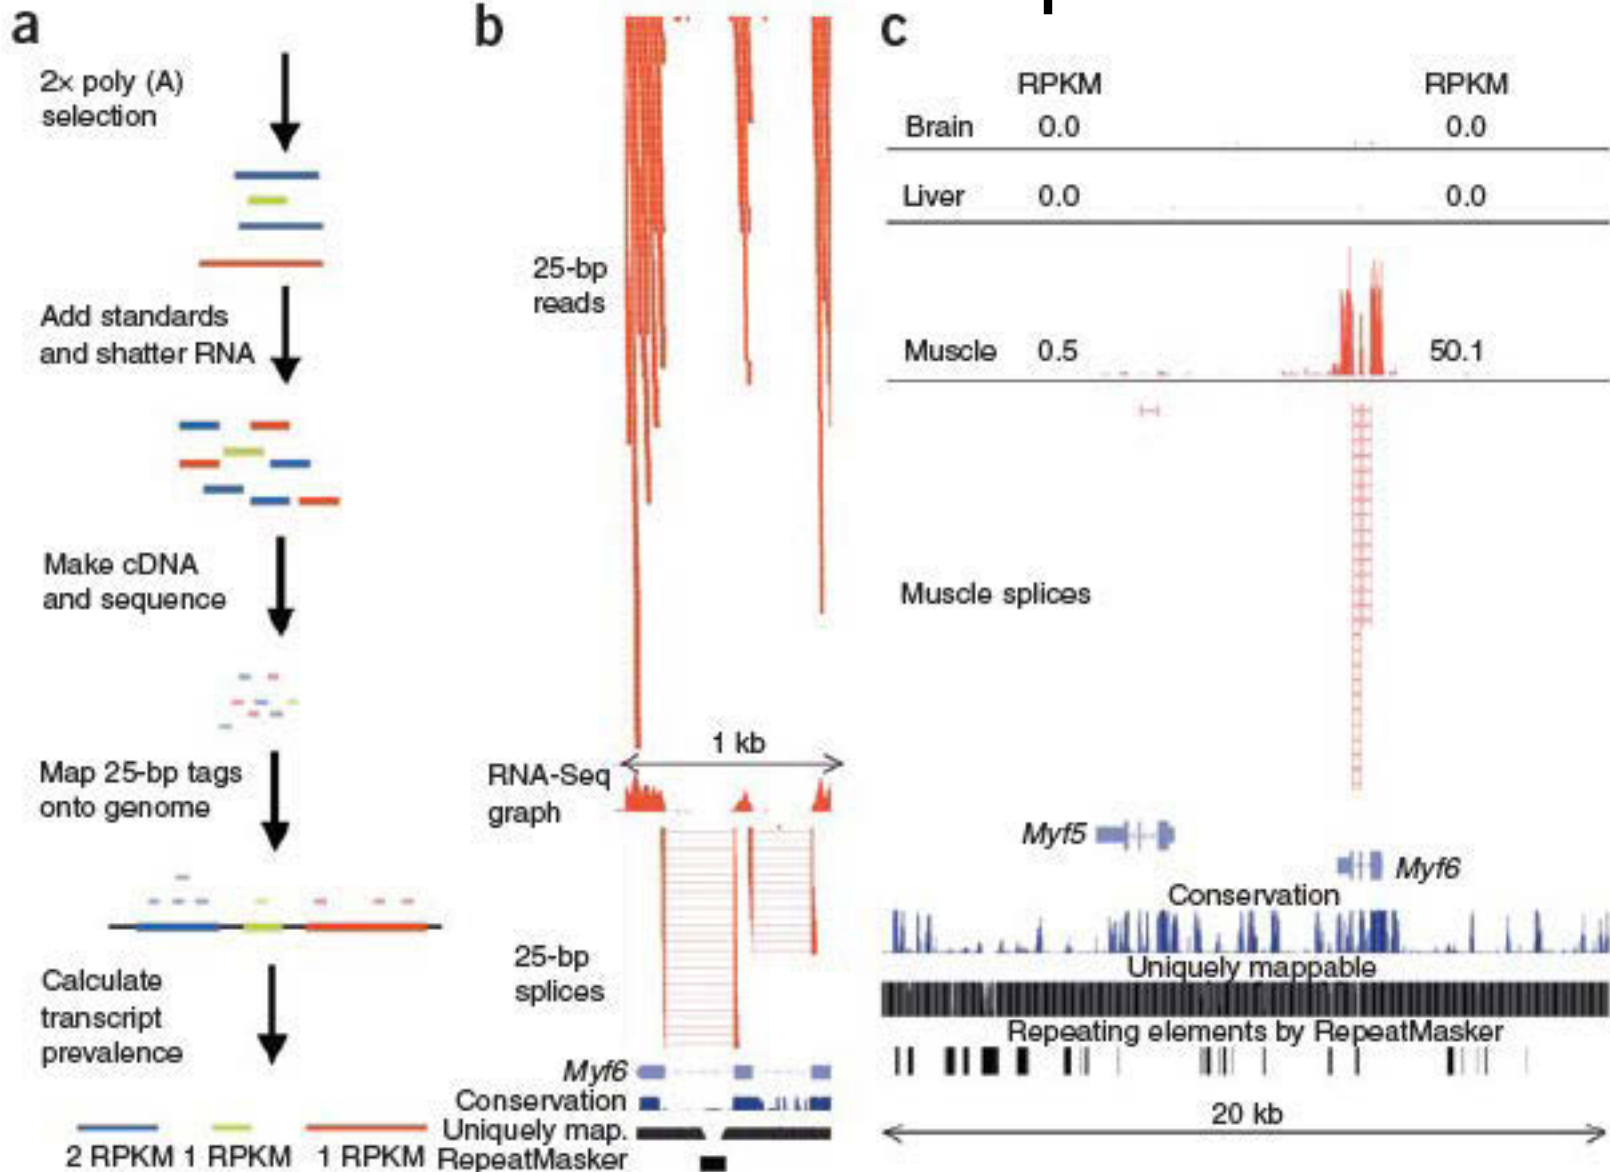 a
2× poly (A)
selection
Add standards
and shatter RNA
Make cDNA
and sequence
Map 25-bp tags
onto genome
Calculate
transcript
prevalence
2 RPKM 1 RPKM 1 RPKM
b
25-bp
reads
1 kb
RNA-Seq
graph
25-bp
splices
Myf6
Conservation
Uniquely map.
RepeatMasker
c
RPKM RPKM
Brain 0.0 0.0
Liver 0.0 0.0
Muscle 0.5 50.1
Muscle splices
Myf5
Myf6
Conservation
Uniquely mappable
Repeating elements by RepeatMasker
20 kb